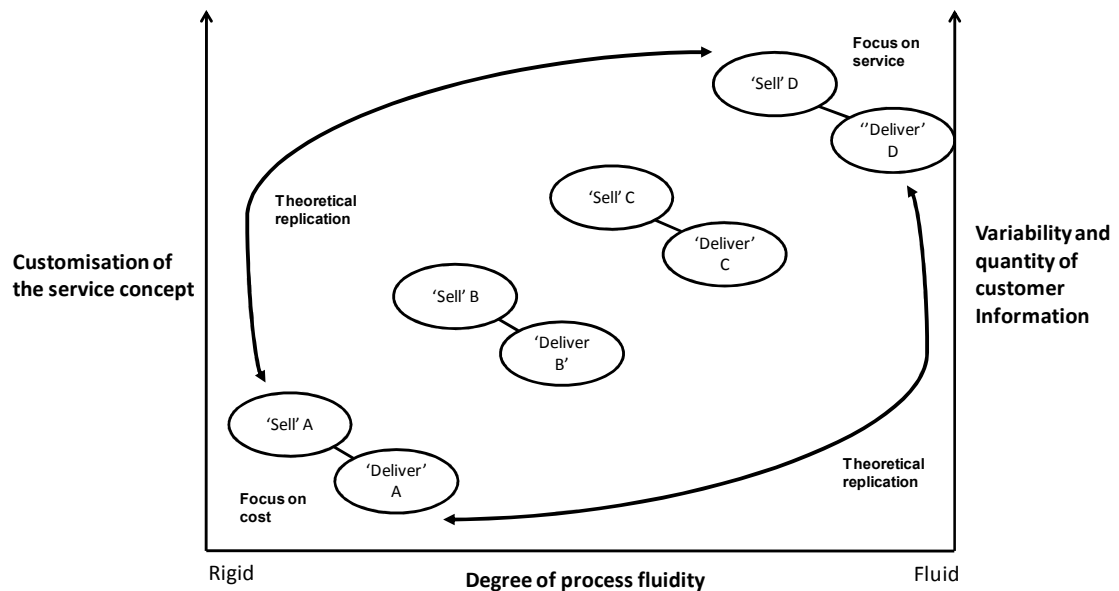 Focus on
service
'Sell' D
''Deliver'
D
Theoretical
replication
'Sell' C
'Deliver'
C
Customisation of
the service concept
Variability and
quantity of
customer
Information
'Sell' B
'Deliver
B'
'Sell' A
'Deliver'
A
Theoretical
replication
Focus on
cost
Rigid
Degree of process fluidity
Fluid